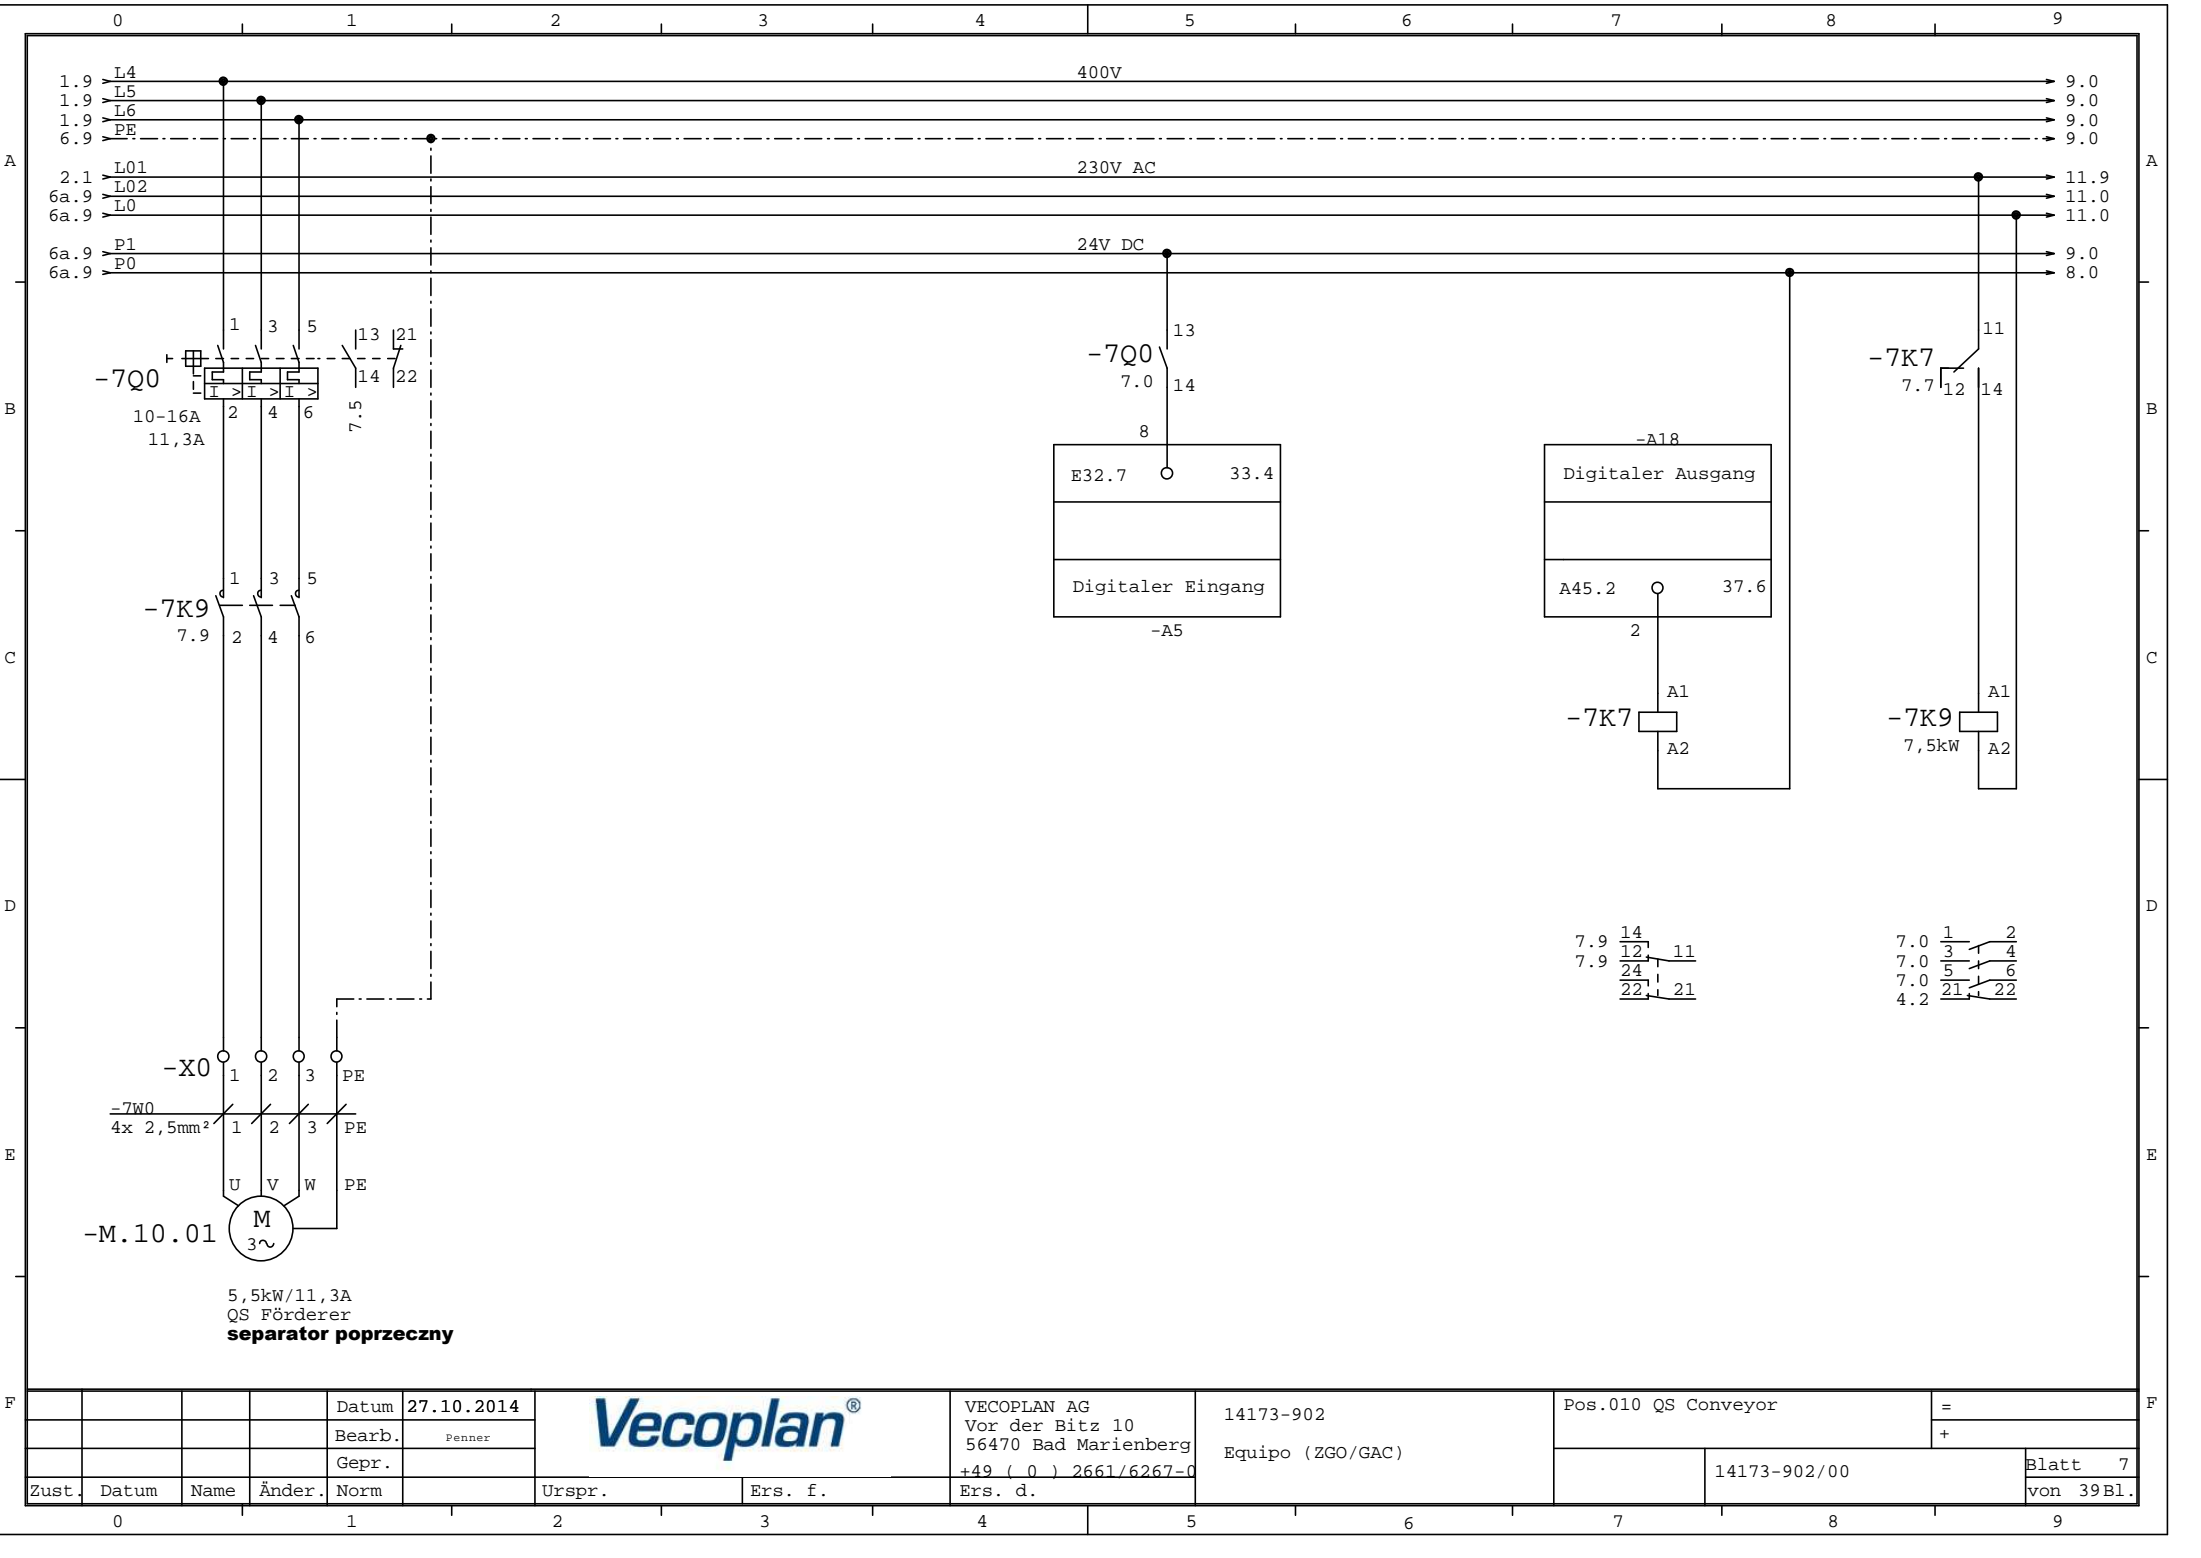 0 1 2 3 4 5 6 7 8 9
1.9 L4 400V 9.0
1.9 L5 9.0
1.9 L6 9.0
6.9 PE 9.0
A A
2.1 L01 230V AC 11.9
6a.9 L02 11.0
6a.9 L0 11.0
6a.9 P1 24V DC 9.0
6a.9 P0 8.0
1 3 5 13 21
-7Q0
I > I > I >
14 22
2 4 6
10-16A
11,3A
7.5
13
-7Q0
7.0 14
8
11
-7K7
7.7 12 14
B B
E32.7 33.4
Digitaler Eingang
-A5
-A18
Digitaler Ausgang
A45.2 37.6
2
1 3 5
-7K9
7.9 2 4 6
C C
A1
-7K7
A2
A1
-7K9
7,5kW A2
D D
7.9 14
7.9 12 11
24
22 21
7.0 1 2
7.0 3 4
7.0 5 6
4.2 21 22
-X0 1 2 3 PE
-7W0
4x 2,5mm² 1 2 3 PE
E E
U V W PE
-M.10.01 M
3~
5,5kW/11,3A
QS Förderer
separator poprzeczny
F F
Datum 27.10.2014
Bearb. Penner
Gepr.
Zust. Datum Name Änder. Norm
Vecoplan®
Urspr. Ers. f. Ers. d.
VECOPLAN AG
Vor der Bitz 10
56470 Bad Marienberg
+49 ( 0 ) 2661/6267-0
14173-902
Equipo (ZGO/GAC)
Pos.010 QS Conveyor
=
+
14173-902/00
Blatt 7
von 39Bl.
0 1 2 3 4 5 6 7 8 9